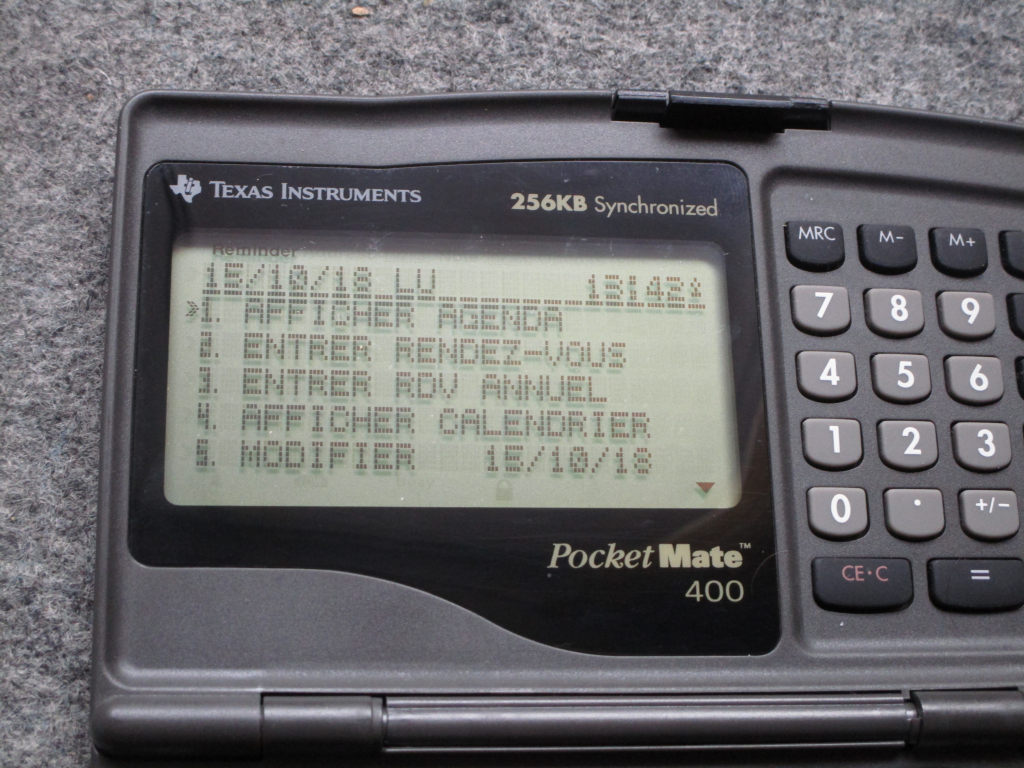 TEXAS INSTRUMENTS
256KB Synchronized
Reminder
15/10/18 LU
1. AFFICHER AGENDA
2. ENTRER RENDEZ-VOUS
3. ENTRER RDV ANNUEL
4. AFFICHER CALENDRIER
5. MODIFIER 15/10/18
Pocket Mate™
400
MRC M− M+
7 8 9
4 5 6
1 2 3
0 . +/−
CE·C =